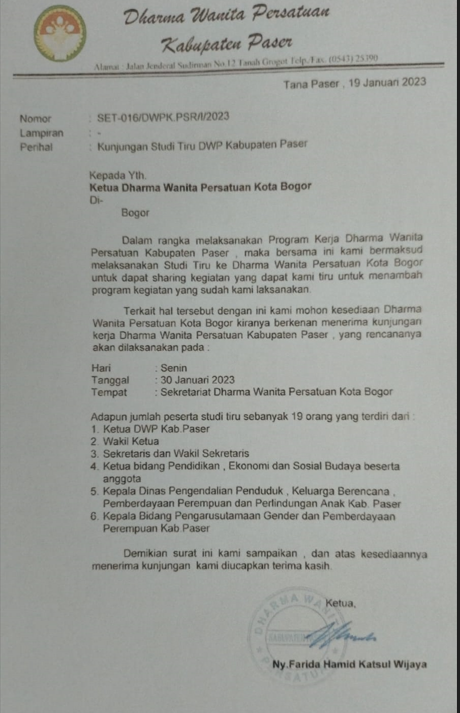 Dharma Wanita Persatuan
Kabupaten Paser
Alamat : Jalan Jenderal Sudirman No.12 Tanah Grogot Telp./Fax. (0543) 25390
Tana Paser , 19 Januari 2023
Nomor : SET-016/DWPK.PSR/I/2023
Lampiran : -
Perihal : Kunjungan Studi Tiru DWP Kabupaten Paser
Kepada Yth.
Ketua Dharma Wanita Persatuan Kota Bogor
Di-
Bogor
Dalam rangka melaksanakan Program Kerja Dharma Wanita
Persatuan Kabupaten Paser , maka bersama ini kami bermaksud
melaksanakan Studi Tiru ke Dharma Wanita Persatuan Kota Bogor
untuk dapat sharing kegiatan yang dapat kami tiru untuk menambah
program kegiatan yang sudah kami laksanakan.
Terkait hal tersebut dengan ini kami mohon kesediaan Dharma
Wanita Persatuan Kota Bogor kiranya berkenan menerima kunjungan
kerja Dharma Wanita Persatuan Kabupaten Paser , yang rencananya
akan dilaksanakan pada :
Hari : Senin
Tanggal : 30 Januari 2023
Tempat : Sekretariat Dharma Wanita Persatuan Kota Bogor
Adapun jumlah peserta studi tiru sebanyak 19 orang yang terdiri dari :
1. Ketua DWP Kab.Paser
2. Wakil Ketua
3. Sekretaris dan Wakil Sekretaris
4. Ketua bidang Pendidikan , Ekonomi dan Sosial Budaya beserta
anggota
5. Kepala Dinas Pengendalian Penduduk , Keluarga Berencana ,
Pemberdayaan Perempuan dan Perlindungan Anak Kab. Paser
6. Kepala Bidang Pengarusutamaan Gender dan Pemberdayaan
Perempuan Kab.Paser
Demikian surat ini kami sampaikan , dan atas kesediaannya
menerima kunjungan kami diucapkan terima kasih.
Ketua,
DHARMA WANITA
PERSATUAN
Ny.Farida Hamid Katsul Wijaya